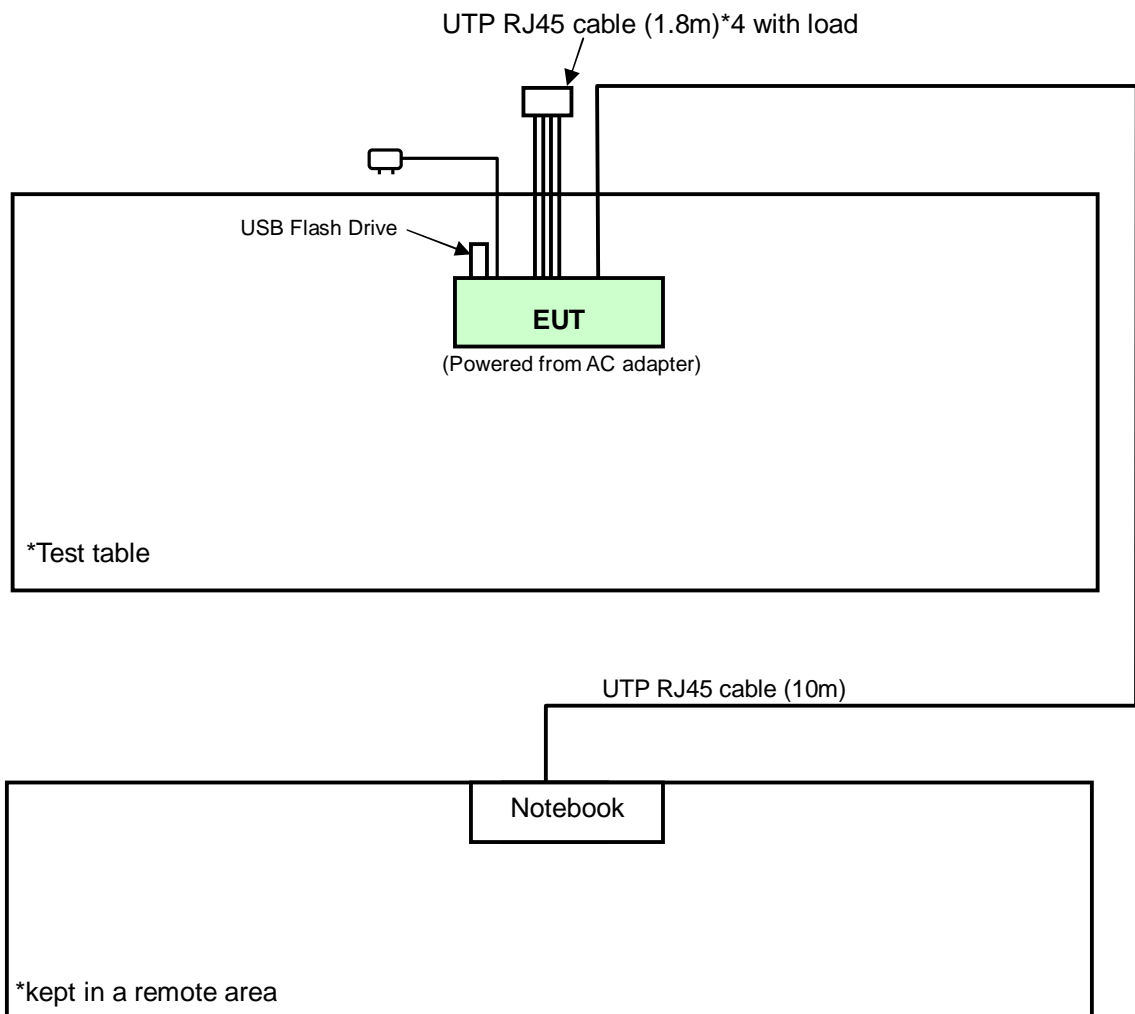 UTP RJ45 cable (1.8m)*4 with load
USB Flash Drive
EUT
(Powered from AC adapter)
*Test table
UTP RJ45 cable (10m)
Notebook
*kept in a remote area